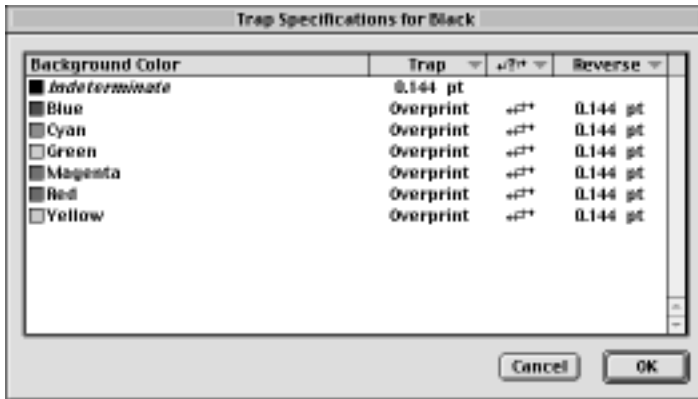 Trap Specifications for Black
Background Color Trap Reverse
Indeterminate 0.144 pt
Blue Overprint 0.144 pt
Cyan Overprint 0.144 pt
Green Overprint 0.144 pt
Magenta Overprint 0.144 pt
Red Overprint 0.144 pt
Yellow Overprint 0.144 pt
Cancel OK